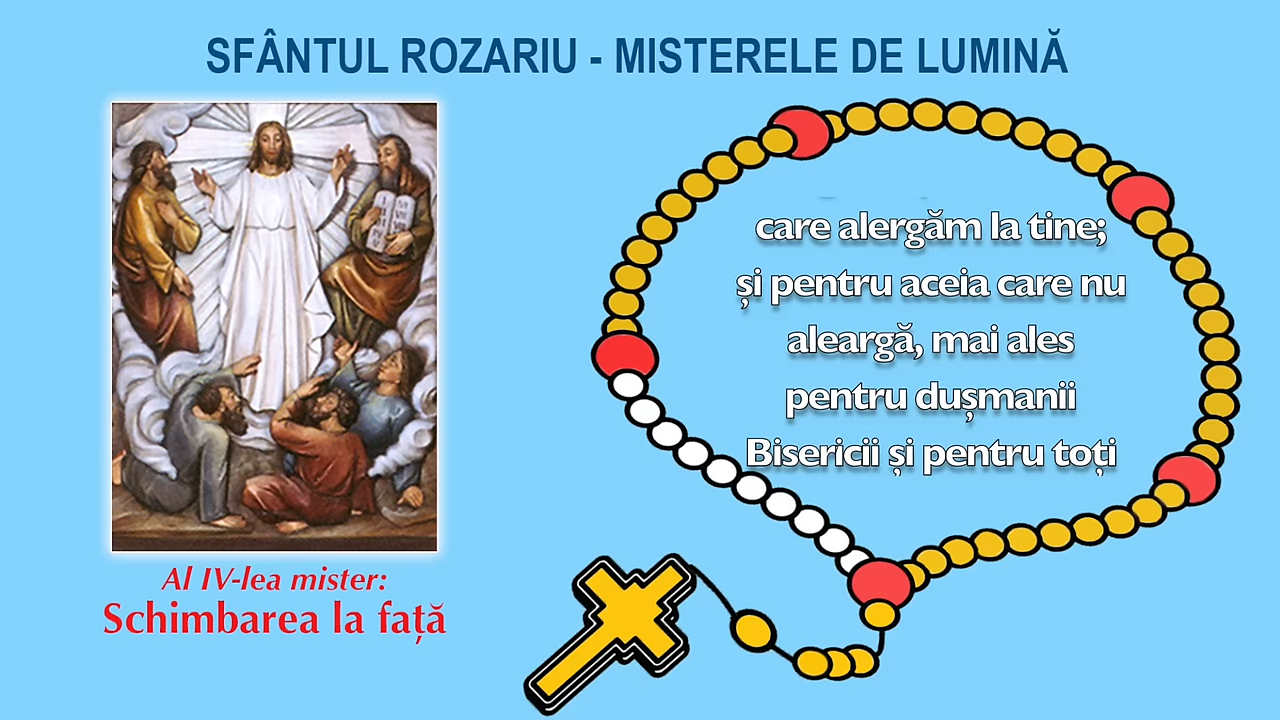 SFÂNTUL ROZARIU - MISTERELE DE LUMINĂ
care alergăm la tine;
și pentru aceia care nu
aleargă, mai ales
pentru dușmanii
Bisericii și pentru toți
Al IV-lea mister:
Schimbarea la față